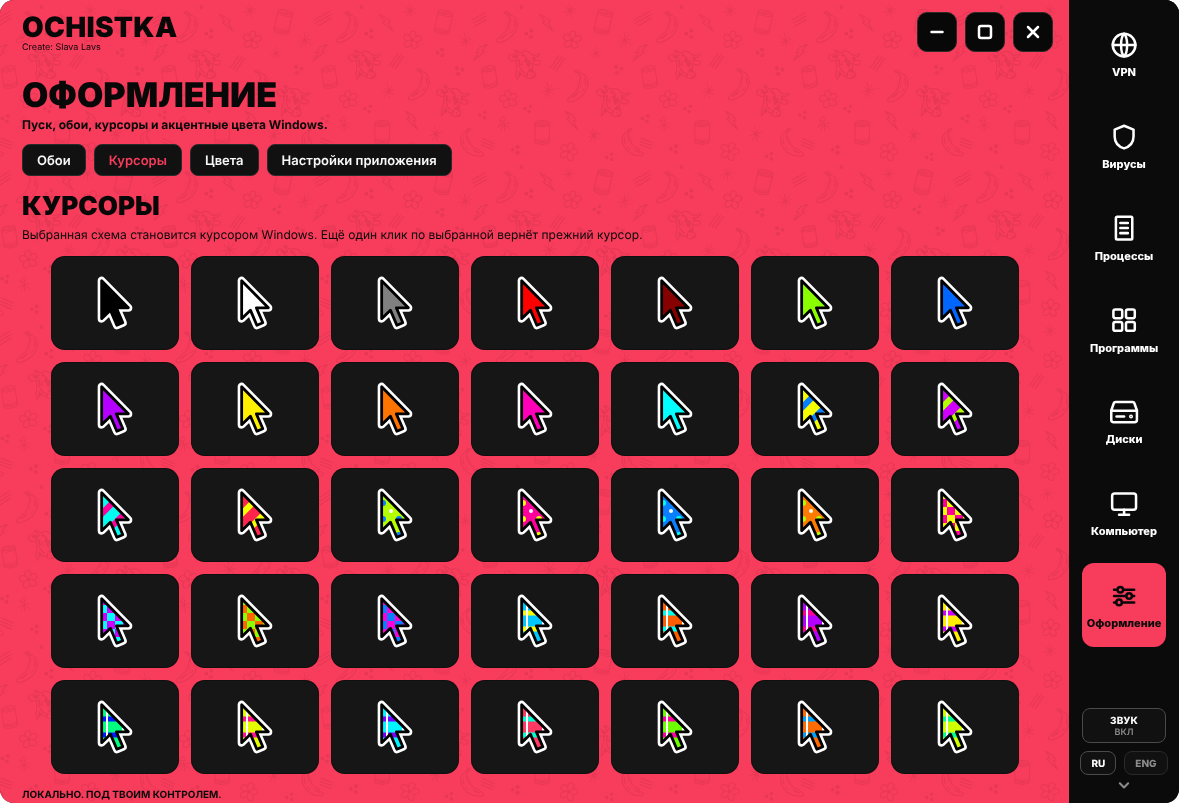 OCHISTKA
Create: Slava Lavs
ОФОРМЛЕНИЕ
Пуск, обои, курсоры и акцентные цвета Windows.
Обои
Курсоры
Цвета
Настройки приложения
КУРСОРЫ
Выбранная схема становится курсором Windows. Ещё один клик по выбранной вернёт прежний курсор.
ЛОКАЛЬНО. ПОД ТВОИМ КОНТРОЛЕМ.
VPN
Вирусы
Процессы
Программы
Диски
Компьютер
Оформление
ЗВУК
ВКЛ
RU
ENG